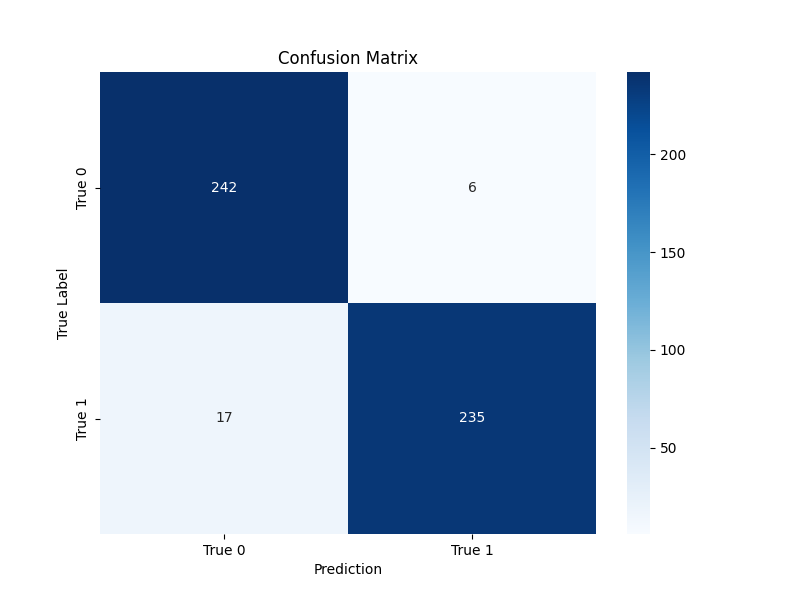 Confusion Matrix
True 0
242
6
200
150
True Label
100
True 1
17
235
50
True 0
True 1
Prediction